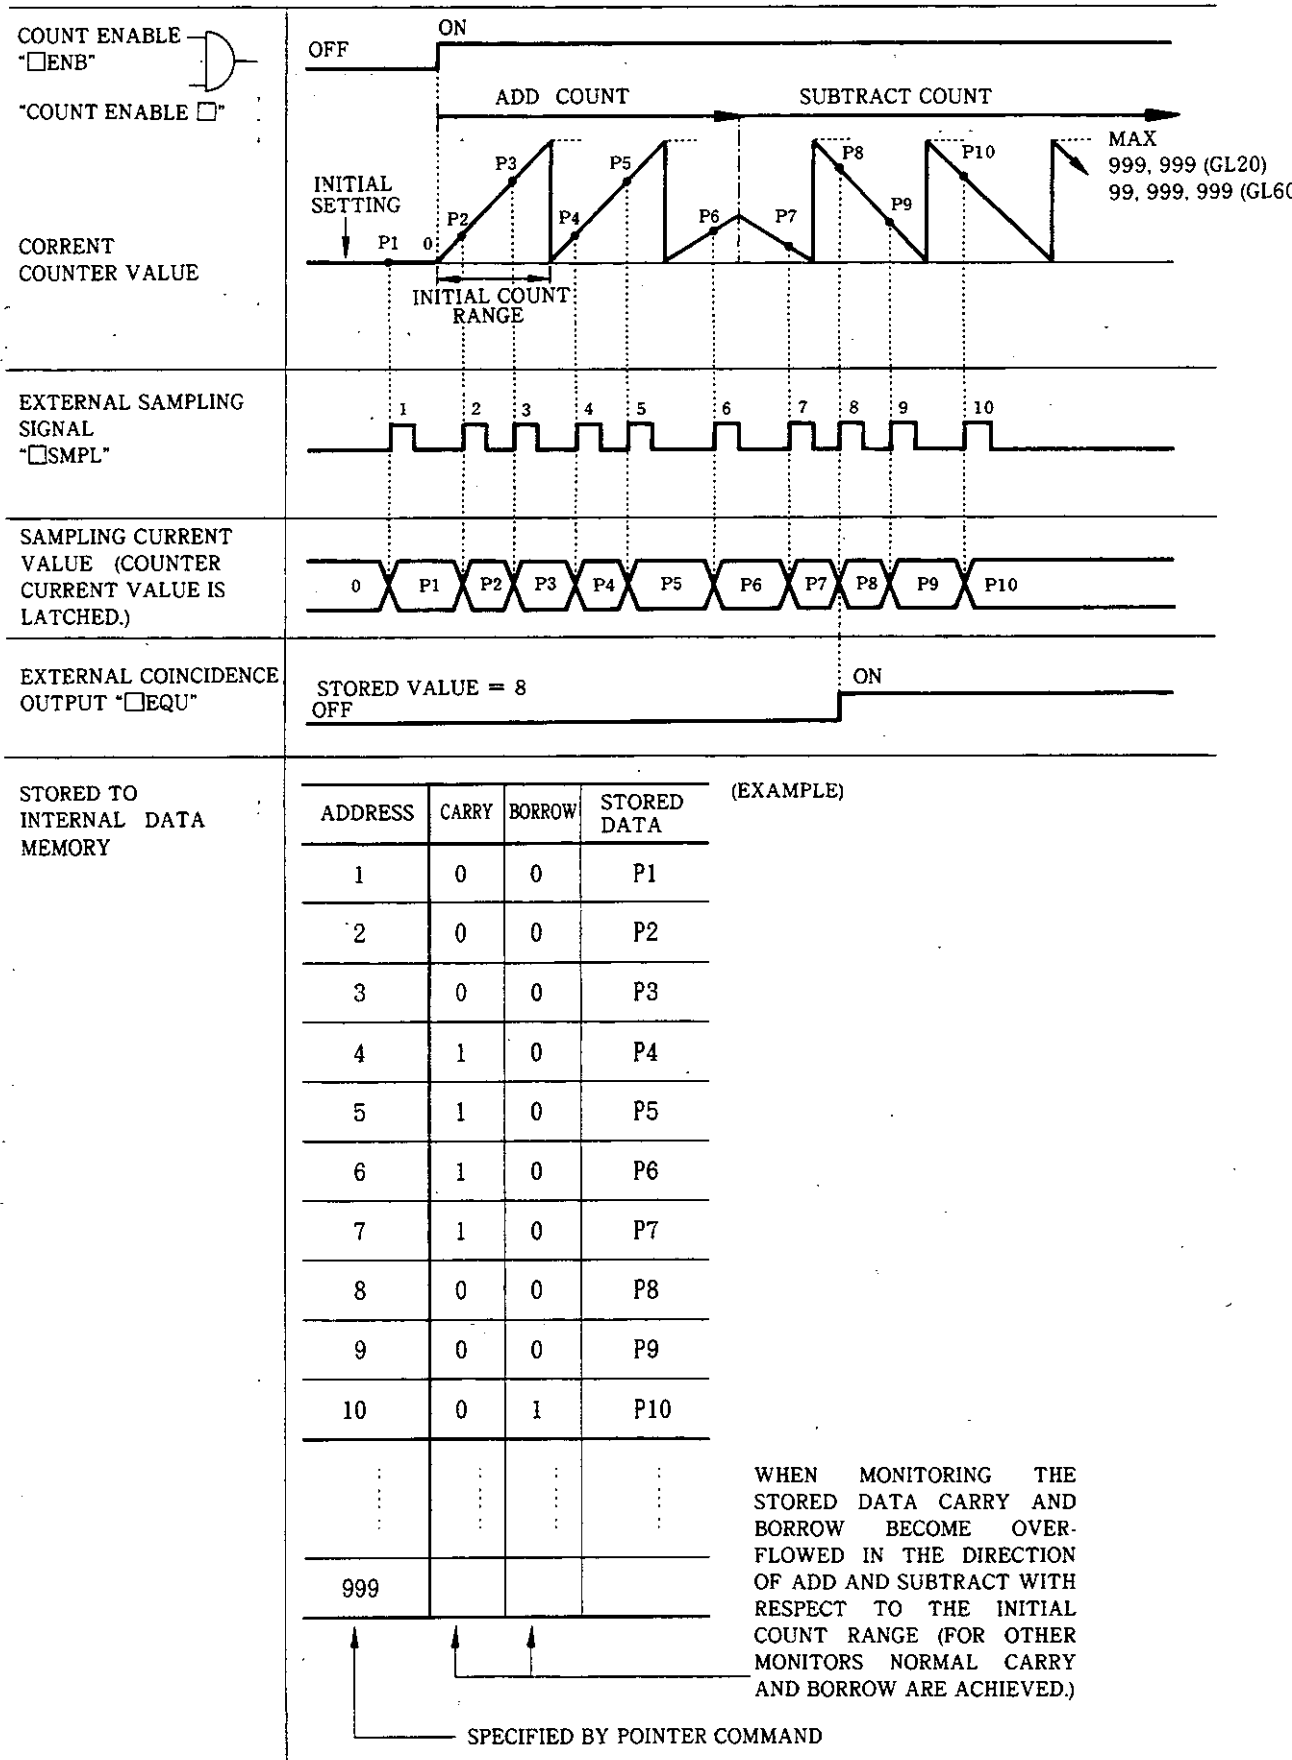 COUNT ENABLE
"□ENB"
"COUNT ENABLE □"
OFF
ON
ADD COUNT
SUBTRACT COUNT
MAX
999, 999 (GL20)
99, 999, 999 (GL60
INITIAL
SETTING
CORRENT
COUNTER VALUE
P1
0
P2
P3
P4
P5
P6
P7
P8
P9
P10
INITIAL COUNT
RANGE
EXTERNAL SAMPLING
SIGNAL
"□SMPL"
1 2 3 4 5 6 7 8 9 10
SAMPLING CURRENT
VALUE (COUNTER
CURRENT VALUE IS
LATCHED.)
0 P1 P2 P3 P4 P5 P6 P7 P8 P9 P10
EXTERNAL COINCIDENCE
OUTPUT "□EQU"
STORED VALUE = 8
OFF
ON
STORED TO
INTERNAL DATA
MEMORY
(EXAMPLE)
ADDRESS CARRY BORROW STORED
DATA
1 0 0 P1
2 0 0 P2
3 0 0 P3
4 1 0 P4
5 1 0 P5
6 1 0 P6
7 1 0 P7
8 0 0 P8
9 0 0 P9
10 0 1 P10
999
WHEN MONITORING THE
STORED DATA CARRY AND
BORROW BECOME OVER-
FLOWED IN THE DIRECTION
OF ADD AND SUBTRACT WITH
RESPECT TO THE INITIAL
COUNT RANGE (FOR OTHER
MONITORS NORMAL CARRY
AND BORROW ARE ACHIEVED.)
SPECIFIED BY POINTER COMMAND